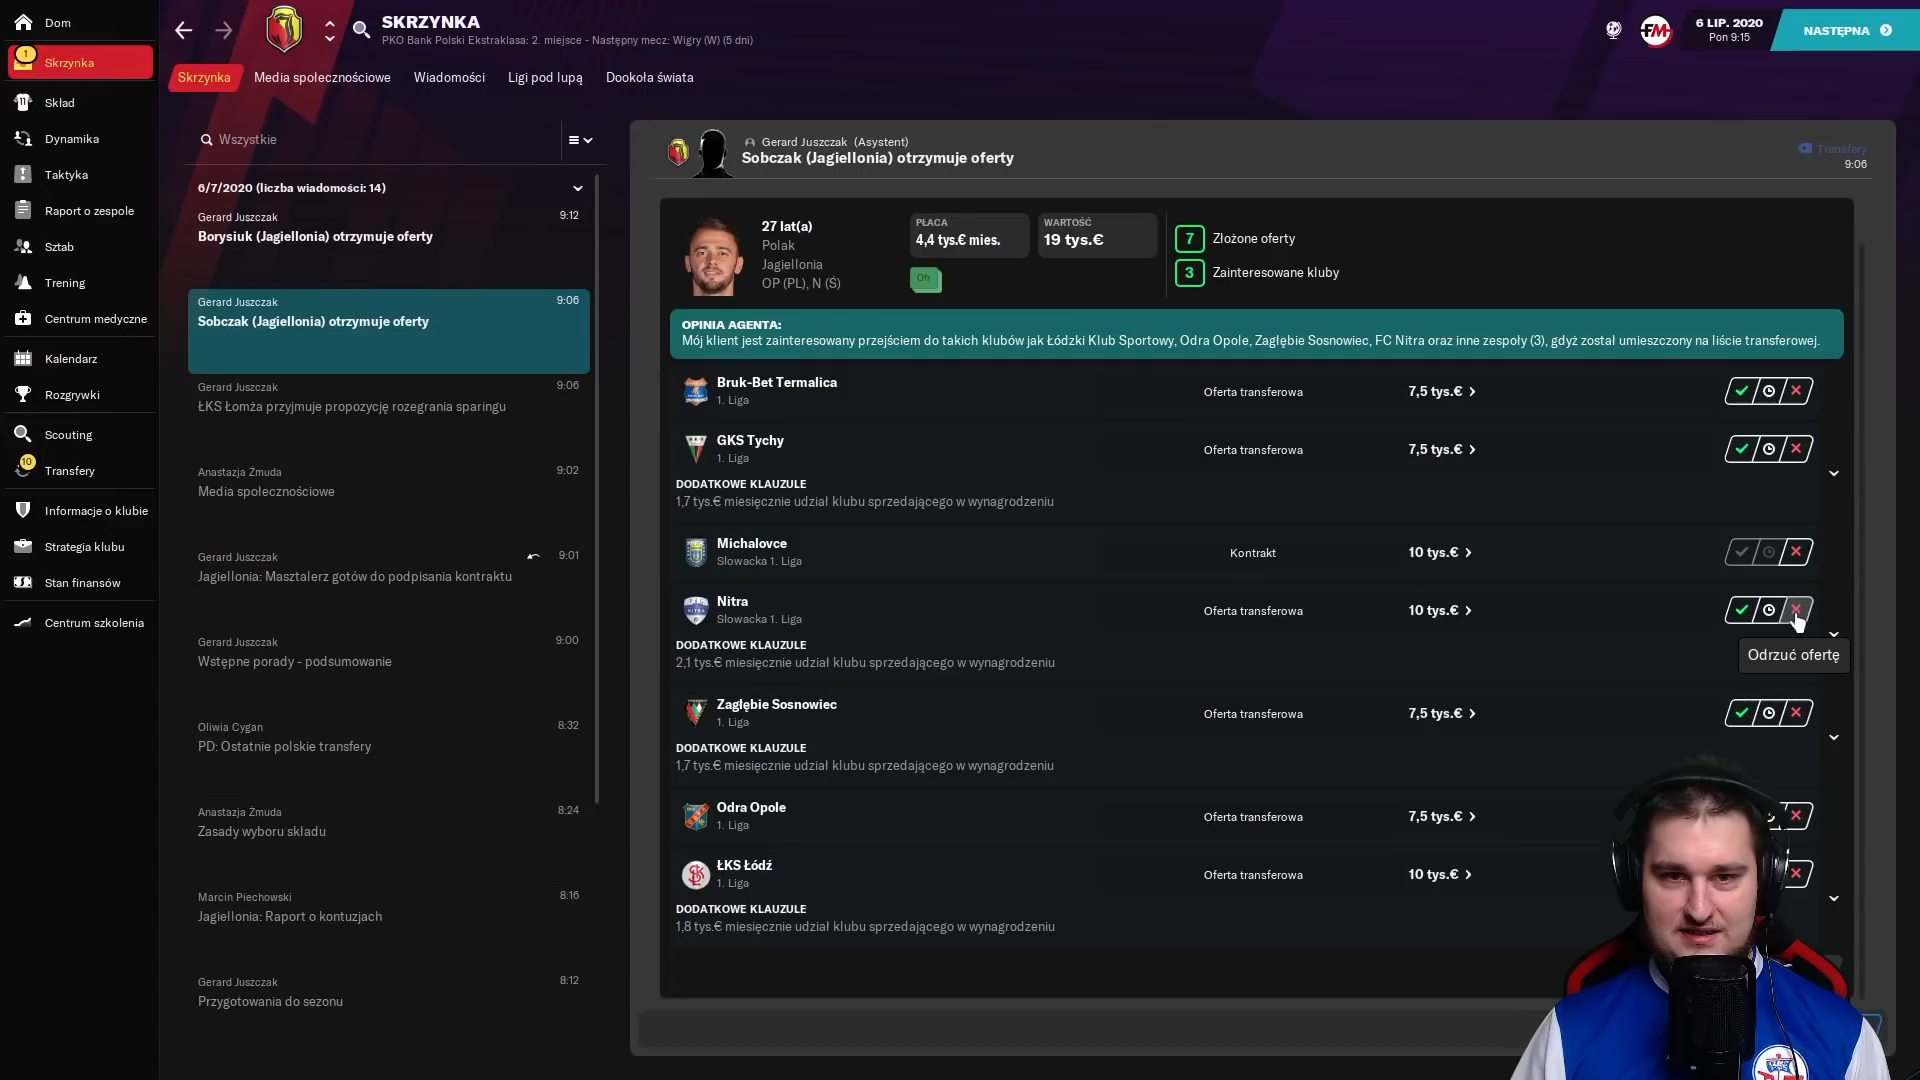 Dom
1
Skrzynka
Skład
Dynamika
Taktyka
Raport o zespole
Sztab
Trening
Centrum medyczne
Kalendarz
Rozgrywki
Scouting
10
Transfery
Informacje o klubie
Strategia klubu
Stan finansów
Centrum szkolenia
SKRZYNKA
PKO Bank Polski Ekstraklasa: 2. miejsce - Następny mecz: Wigry (W) (5 dni)
FM
6 LIP. 2020
Pon 9:15
NASTĘPNA
Skrzynka Media społecznościowe Wiadomości Ligi pod lupą Dookoła świata
Wszystkie
6/7/2020 (liczba wiadomości: 14)
Gerard Juszczak 9:12
Borysiuk (Jagiellonia) otrzymuje oferty
Gerard Juszczak 9:06
Sobczak (Jagiellonia) otrzymuje oferty
Gerard Juszczak 9:06
ŁKS Łomża przyjmuje propozycję rozegrania sparingu
Anastazja Żmuda 9:02
Media społecznościowe
Gerard Juszczak 9:01
Jagiellonia: Masztalerz gotów do podpisania kontraktu
Gerard Juszczak 9:00
Wstępne porady - podsumowanie
Oliwia Cygan 8:32
PD: Ostatnie polskie transfery
Anastazja Żmuda 8:24
Zasady wyboru składu
Marcin Piechowski 8:16
Jagiellonia: Raport o kontuzjach
Gerard Juszczak 8:12
Przygotowania do sezonu
Gerard Juszczak (Asystent)
Sobczak (Jagiellonia) otrzymuje oferty
Transfery
9:06
27 lat(a)
Polak
Jagiellonia
OP (PL), N (Ś)
PŁACA
4,4 tys.€ mies.
WARTOŚĆ
19 tys.€
Ofr
7 Złożone oferty
3 Zainteresowane kluby
OPINIA AGENTA:
Mój klient jest zainteresowany przejściem do takich klubów jak Łódzki Klub Sportowy, Odra Opole, Zagłębie Sosnowiec, FC Nitra oraz inne zespoły (3), gdyż został umieszczony na liście transferowej.
Bruk-Bet Termalica
1. Liga
Oferta transferowa 7,5 tys.€
GKS Tychy
1. Liga
Oferta transferowa 7,5 tys.€
DODATKOWE KLAUZULE
1,7 tys.€ miesięcznie udział klubu sprzedającego w wynagrodzeniu
Michalovce
Słowacka 1. Liga
Kontrakt 10 tys.€
Nitra
Słowacka 1. Liga
Oferta transferowa 10 tys.€
DODATKOWE KLAUZULE
2,1 tys.€ miesięcznie udział klubu sprzedającego w wynagrodzeniu
Odrzuć ofertę
Zagłębie Sosnowiec
1. Liga
Oferta transferowa 7,5 tys.€
DODATKOWE KLAUZULE
1,7 tys.€ miesięcznie udział klubu sprzedającego w wynagrodzeniu
Odra Opole
1. Liga
Oferta transferowa 7,5 tys.€
ŁKS Łódź
1. Liga
Oferta transferowa 10 tys.€
DODATKOWE KLAUZULE
1,8 tys.€ miesięcznie udział klubu sprzedającego w wynagrodzeniu